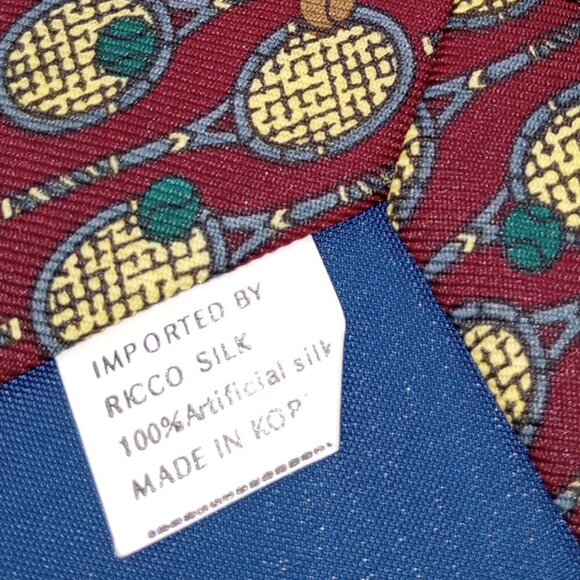 IMPORTED BY
RICCO SILK
100%Artificial silk
MADE IN